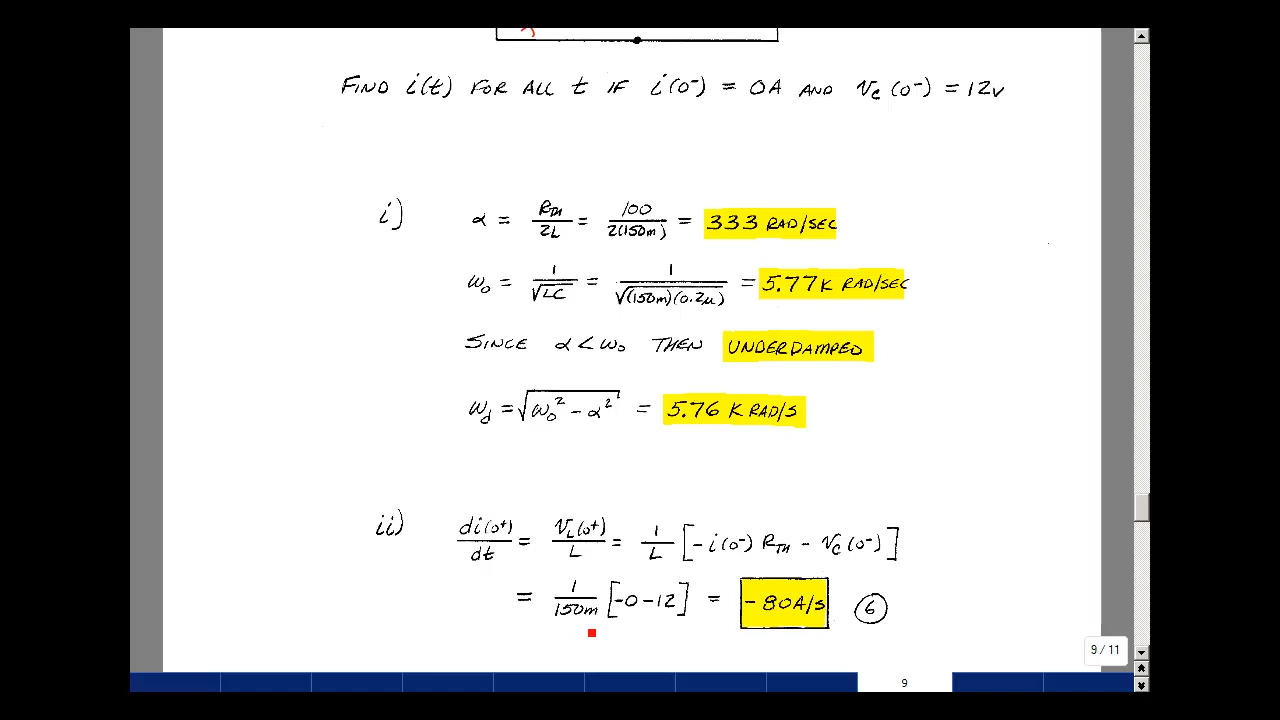 FIND i(t) FOR ALL t IF i(0⁻) = 0A AND v_c(0⁻) = 12V
i) α = R_TH / 2L = 100 / 2(150m) = 333 RAD/SEC
ω₀ = 1 / √LC = 1 / √(150m)(0.2μ) = 5.77K RAD/SEC
SINCE α < ω₀ THEN UNDERDAMPED
ω_d = √ω₀² - α² = 5.76 K RAD/S
ii) di(0⁺) / dt = v_L(0⁺) / L = 1 / L [-i(0⁻) R_TH - v_c(0⁻)]
= 1 / 150m [-0-12] = -80A/s 6
9 / 11
9